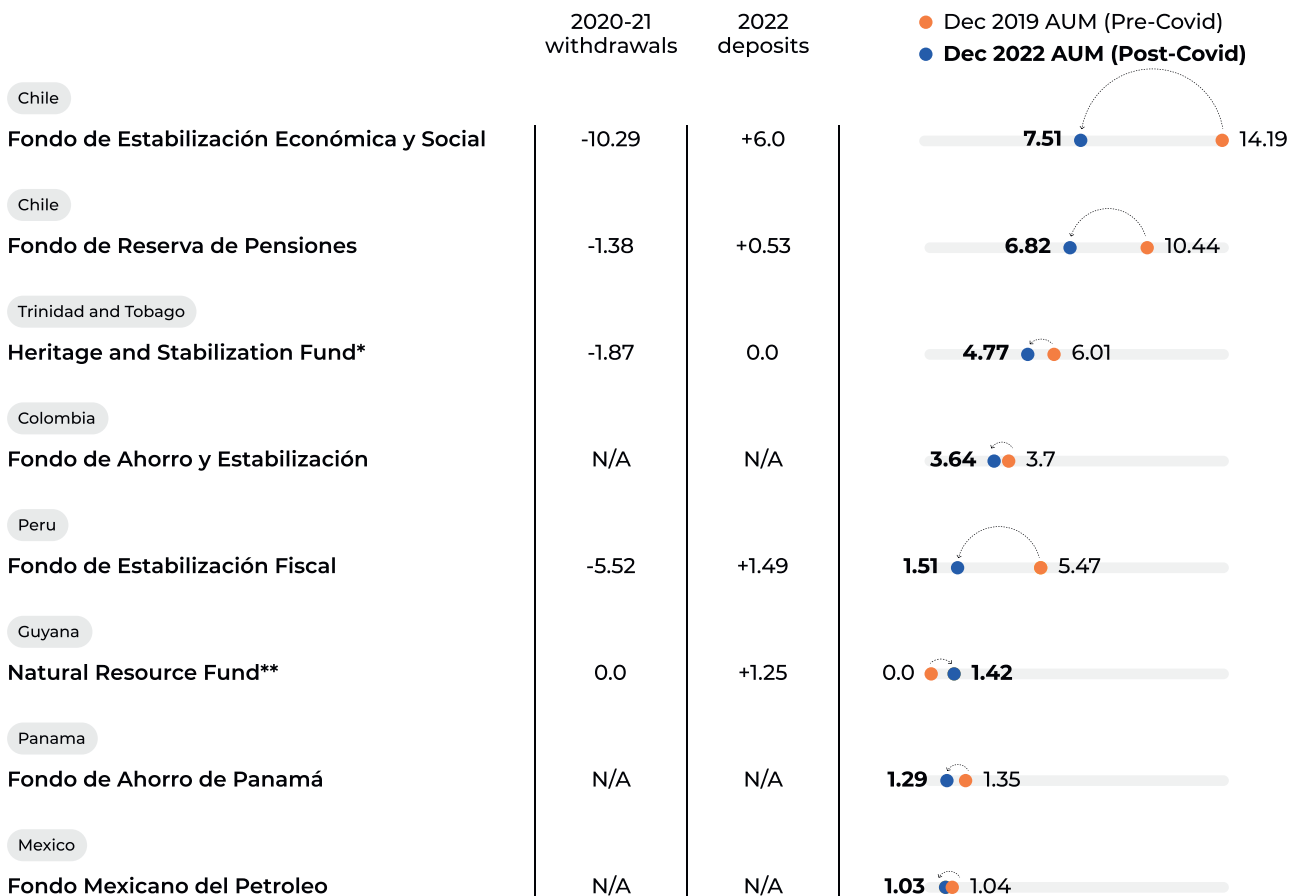 2020-21 withdrawals
2022 deposits
Dec 2019 AUM (Pre-Covid)
Dec 2022 AUM (Post-Covid)
Chile
Fondo de Estabilización Económica y Social -10.29 +6.0 7.51 14.19
Chile
Fondo de Reserva de Pensiones -1.38 +0.53 6.82 10.44
Trinidad and Tobago
Heritage and Stabilization Fund* -1.87 0.0 4.77 6.01
Colombia
Fondo de Ahorro y Estabilización N/A N/A 3.64 3.7
Peru
Fondo de Estabilización Fiscal -5.52 +1.49 1.51 5.47
Guyana
Natural Resource Fund** 0.0 +1.25 0.0 1.42
Panama
Fondo de Ahorro de Panamá N/A N/A 1.29 1.35
Mexico
Fondo Mexicano del Petroleo N/A N/A 1.03 1.04